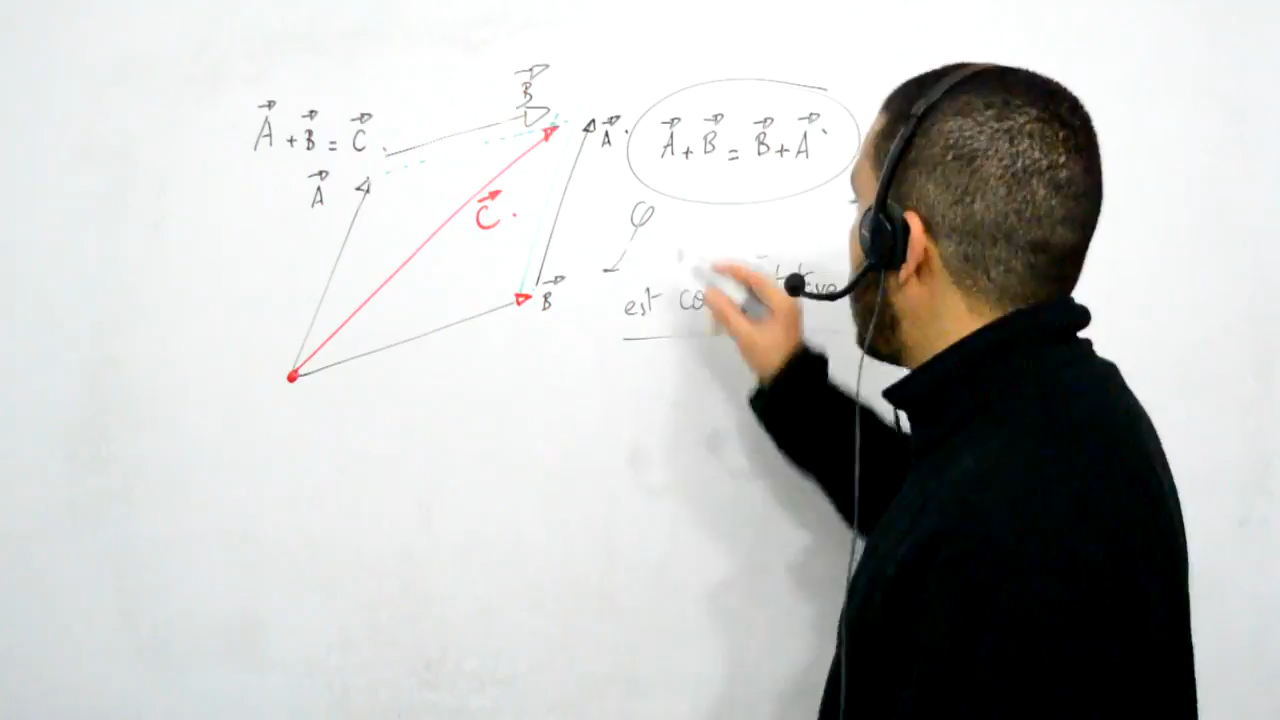 A⃗ + B⃗ = C⃗.
B⃗
A⃗
A⃗.
A⃗ + B⃗ = B⃗ + A⃗.
C⃗.
φ
B⃗
est